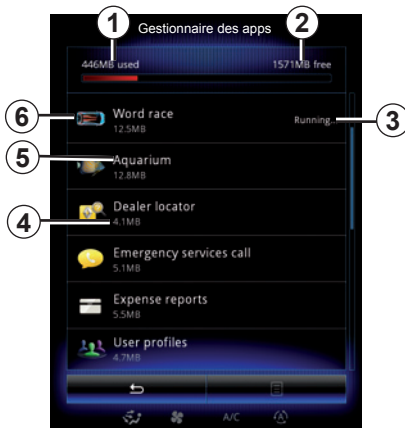 1
2
Gestionnaire des apps
446MB used
1571MB free
6
Word race
Running..
3
12.5MB
5
Aquarium
12.8MB
Dealer locator
4
4.1MB
Emergency services call
5.1MB
Expense reports
5.5MB
User profiles
4.7MB
A/C
A